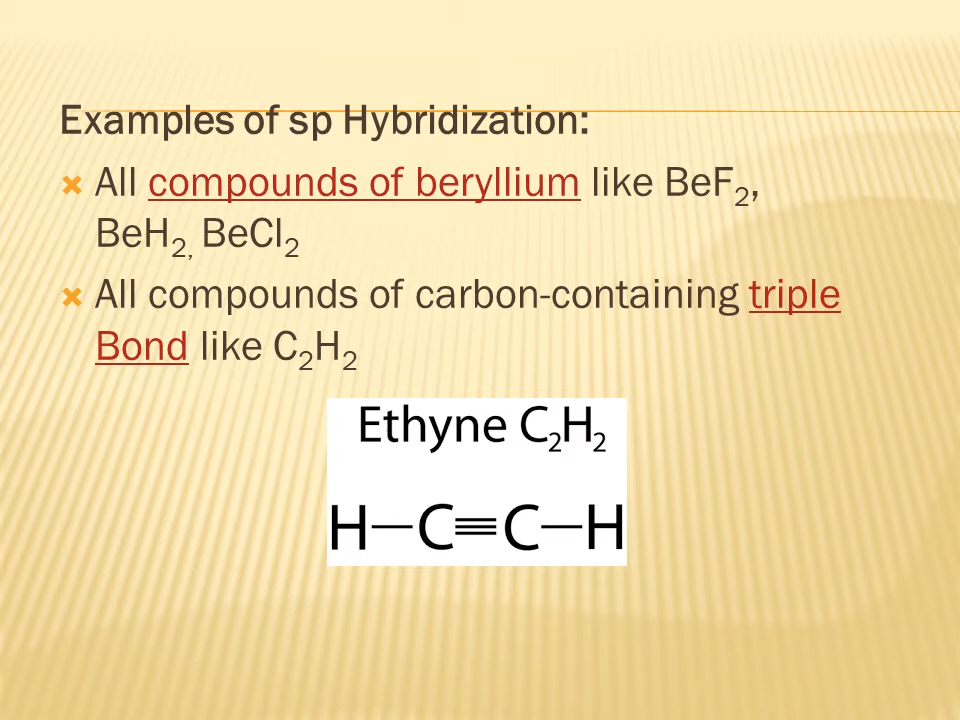 Examples of sp Hybridization:
All compounds of beryllium like BeF₂,
BeH₂, BeCl₂
All compounds of carbon-containing triple
Bond like C₂H₂
Ethyne C₂H₂
H—C≡C—H